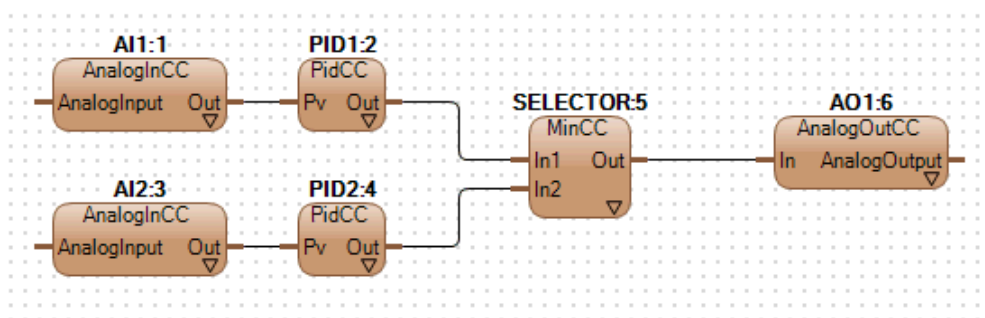 AI1:1
AnalogInCC
AnalogInput Out
PID1:2
PidCC
Pv Out
SELECTOR:5
MinCC
In1 Out
In2
AO1:6
AnalogOutCC
In AnalogOutput
AI2:3
AnalogInCC
AnalogInput Out
PID2:4
PidCC
Pv Out